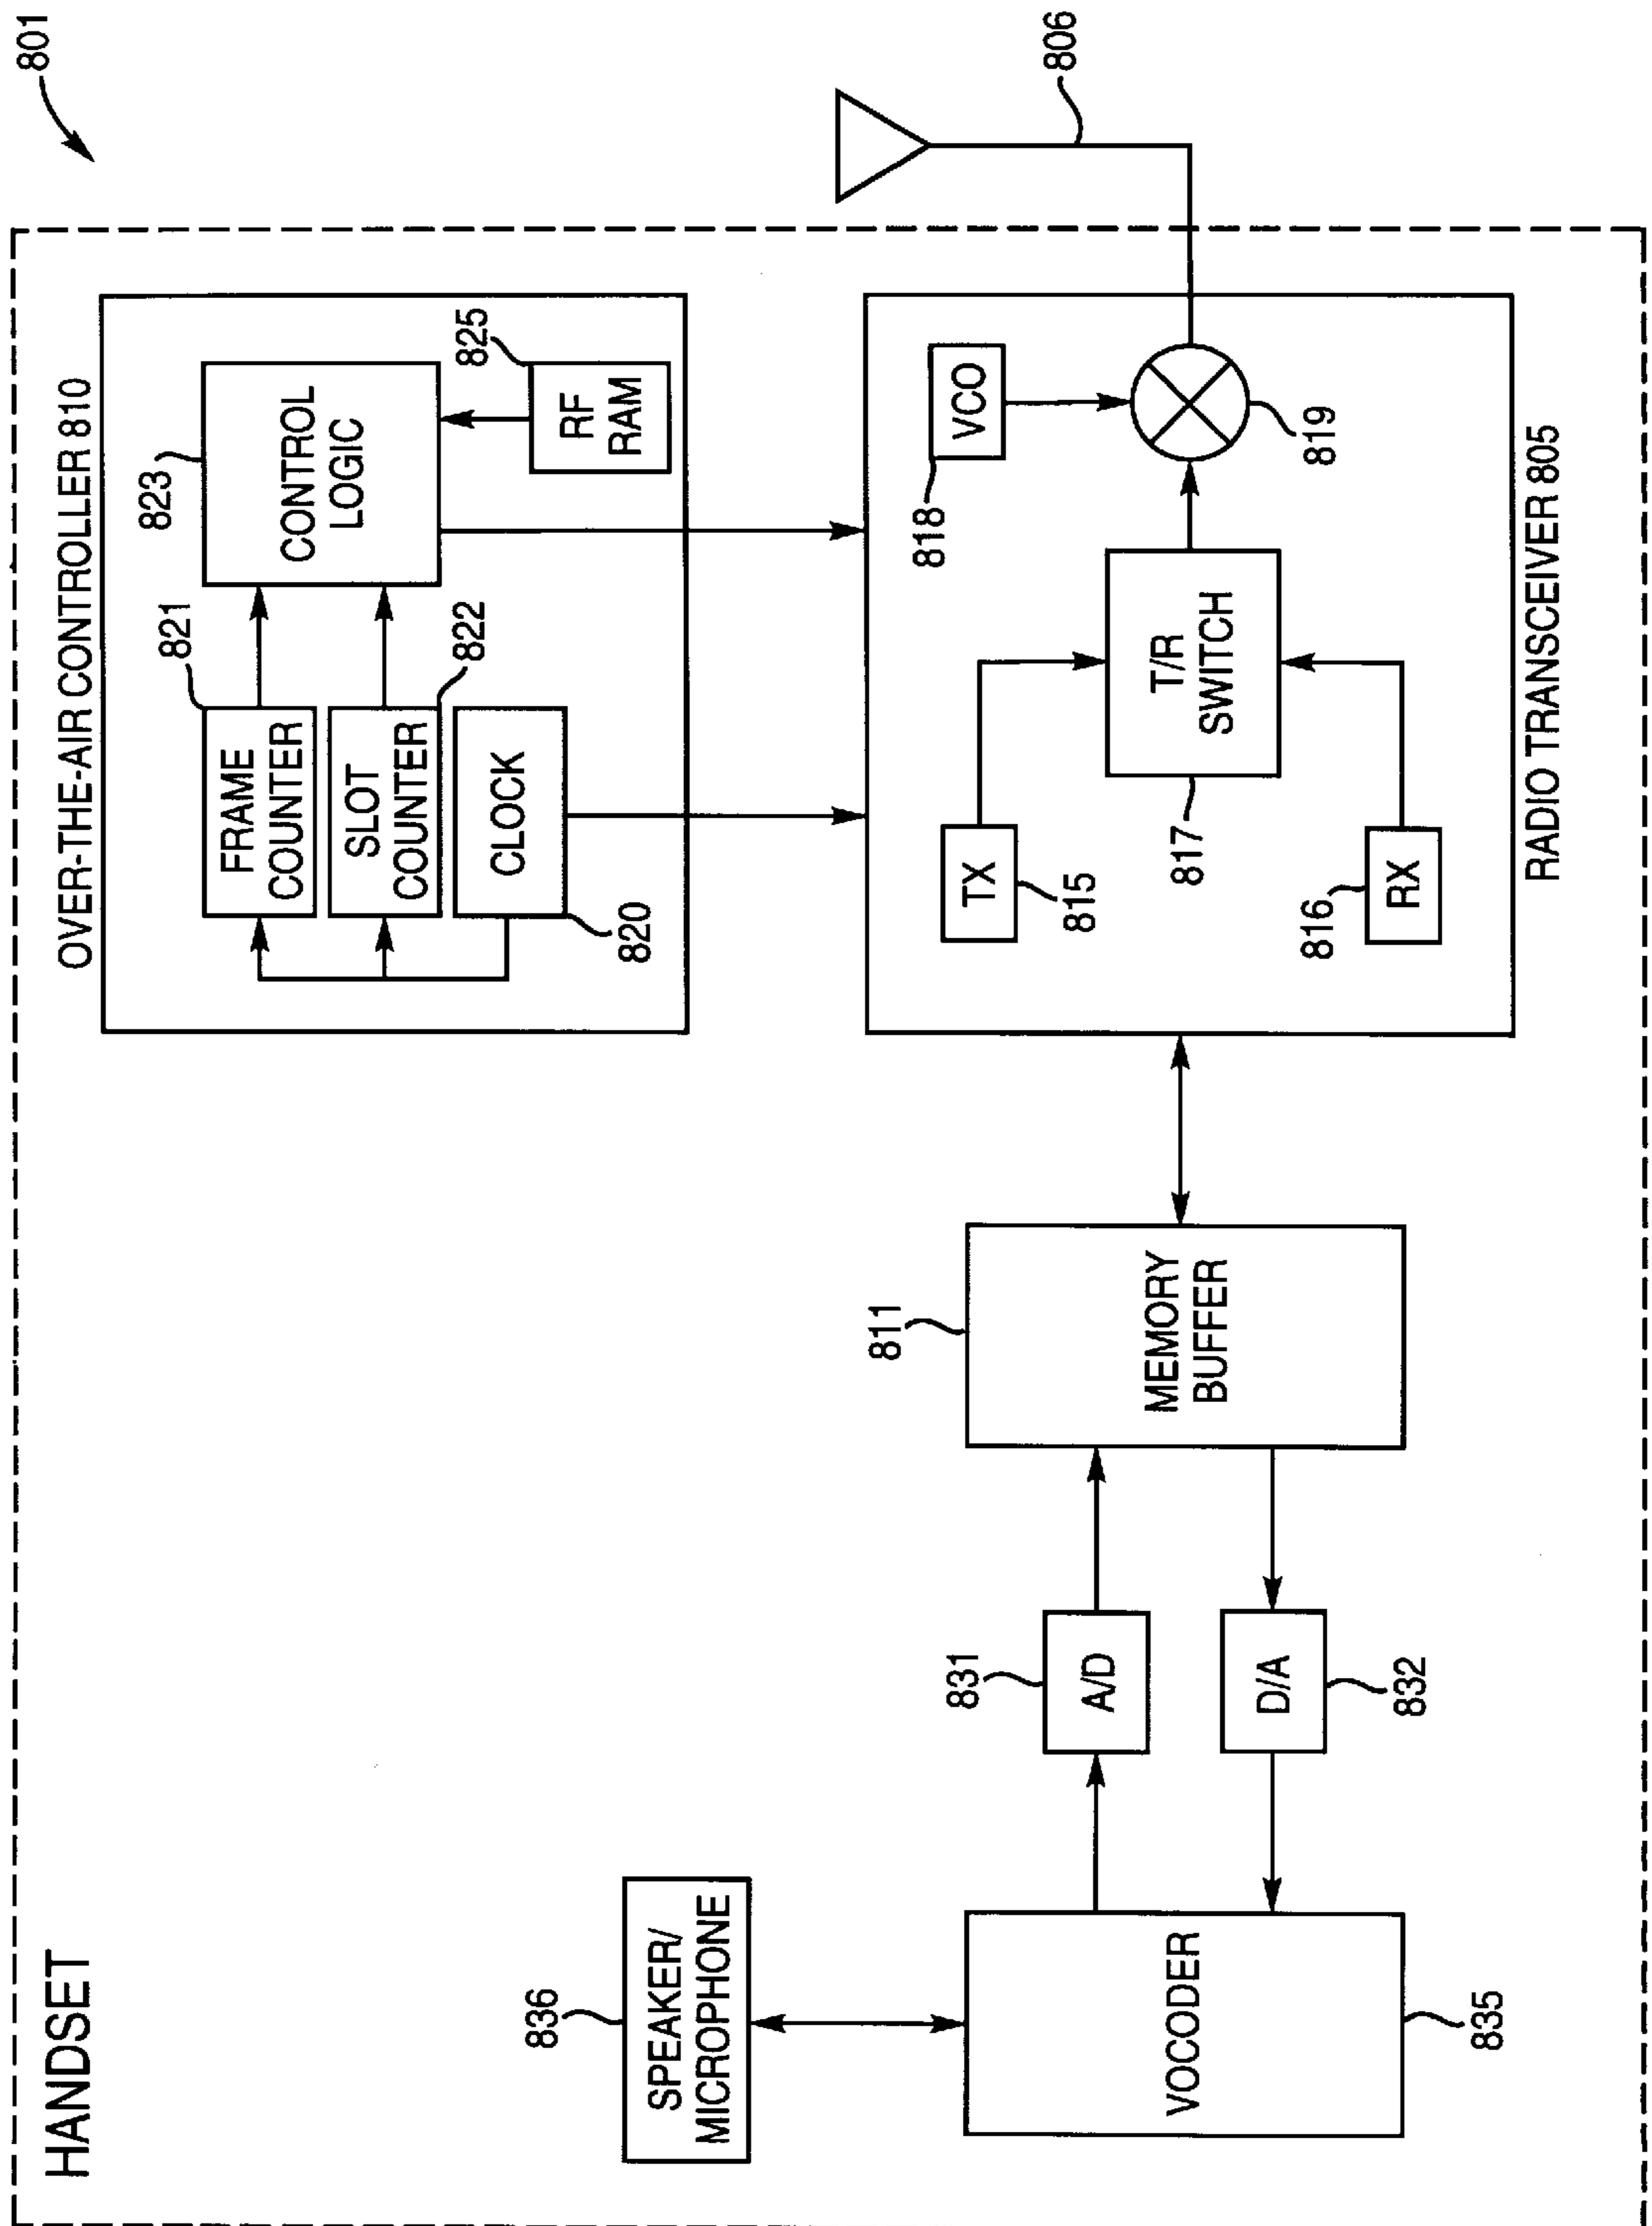 HANDSET
801
OVER-THE-AIR CONTROLLER 810
821
FRAME
COUNTER
SLOT
COUNTER
822
CLOCK
820
823
CONTROL
LOGIC
825
RF
RAM
806
836
SPEAKER/
MICROPHONE
VOCODER
835
831
A/D
D/A
832
811
MEMORY
BUFFER
TX
815
816
RX
817
T/R
SWITCH
818
VCO
819
RADIO TRANSCEIVER 805